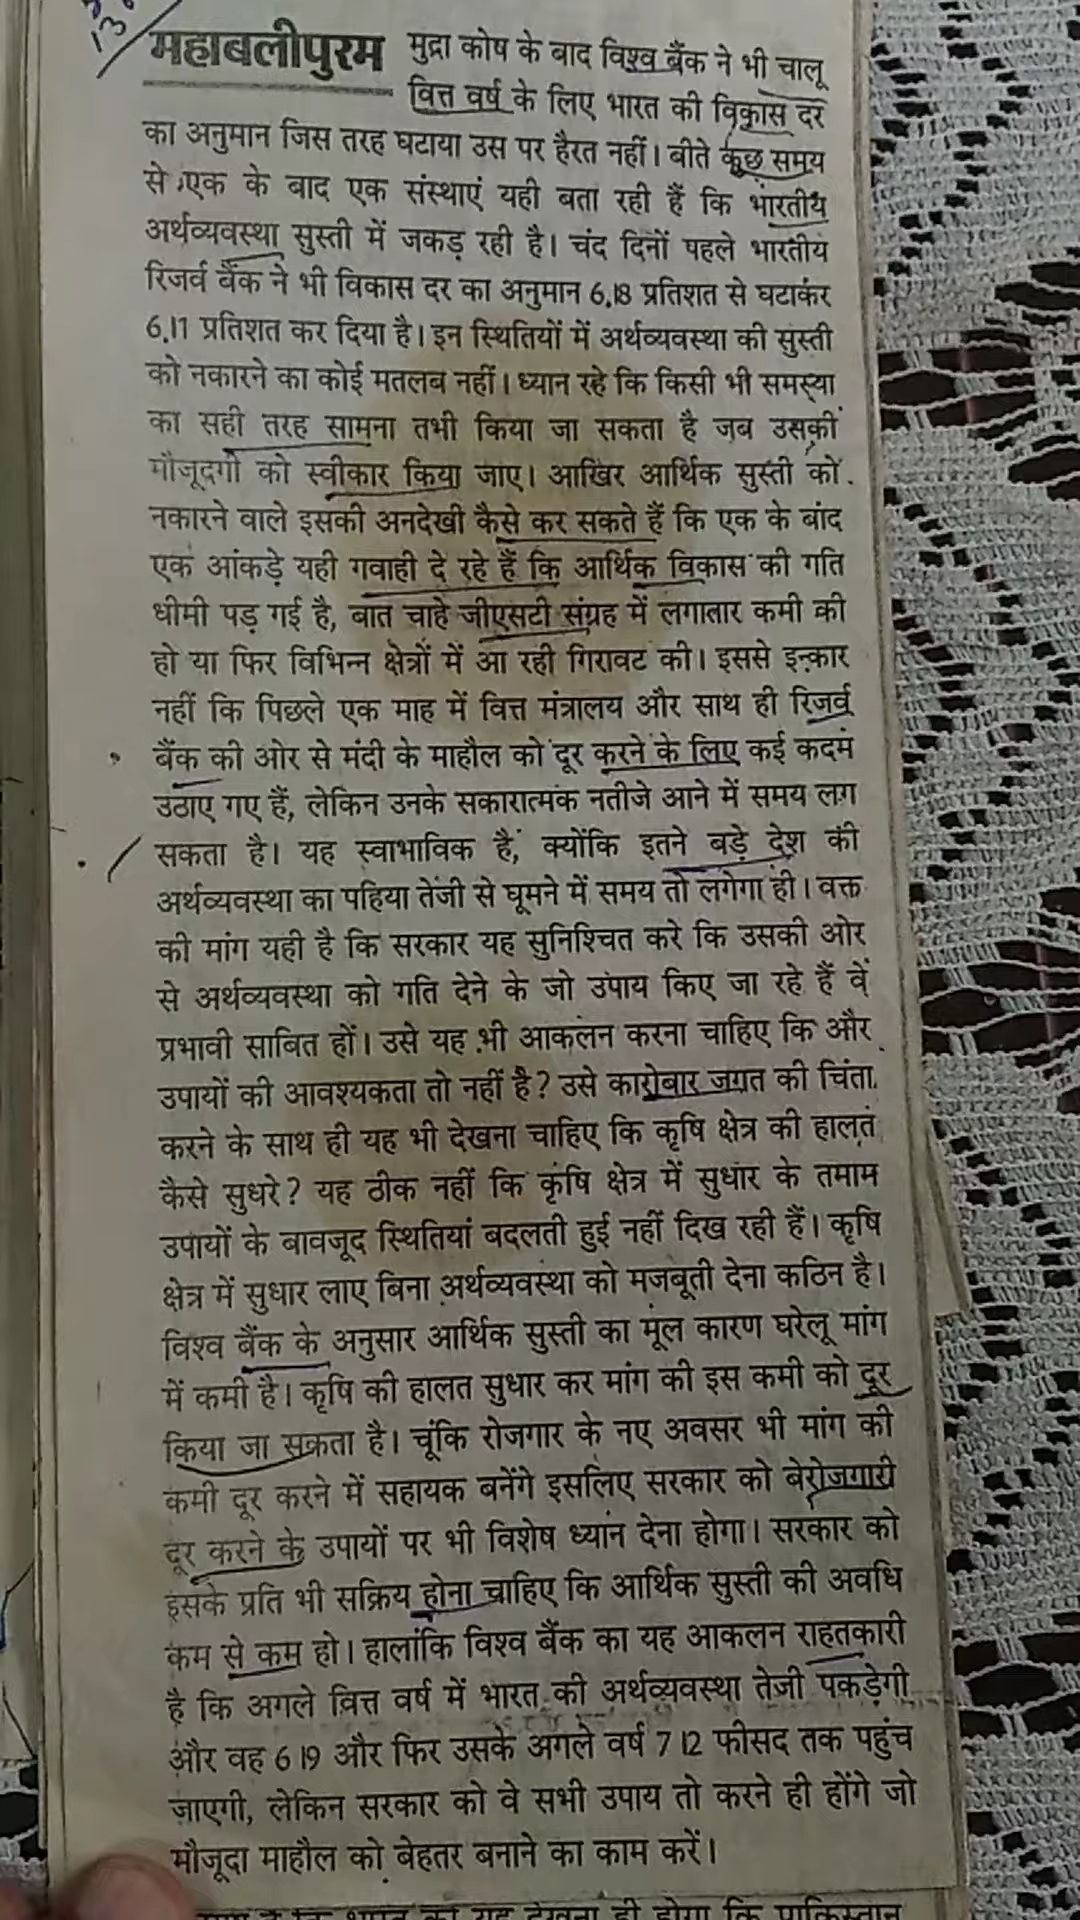 13
महाबलीपुरम मुद्रा कोष के बाद विश्व बैंक ने भी चालू
वित्त वर्ष के लिए भारत की विकास दर
का अनुमान जिस तरह घटाया उस पर हैरत नहीं। बीते कुछ समय
से एक के बाद एक संस्थाएं यही बता रही हैं कि भारतीय
अर्थव्यवस्था सुस्ती में जकड़ रही है। चंद दिनों पहले भारतीय
रिजर्व बैंक ने भी विकास दर का अनुमान 6.18 प्रतिशत से घटाकर
6.11 प्रतिशत कर दिया है। इन स्थितियों में अर्थव्यवस्था की सुस्ती
को नकारने का कोई मतलब नहीं। ध्यान रहे कि किसी भी समस्या
का सही तरह सामना तभी किया जा सकता है जब उसकी
मौजूदगी को स्वीकार किया जाए। आखिर आर्थिक सुस्ती को
नकारने वाले इसकी अनदेखी कैसे कर सकते हैं कि एक के बाद
एक आंकड़े यही गवाही दे रहे हैं कि आर्थिक विकास की गति
धीमी पड़ गई है, बात चाहे जीएसटी संग्रह में लगातार कमी की
हो या फिर विभिन्न क्षेत्रों में आ रही गिरावट की। इससे इन्कार
नहीं कि पिछले एक माह में वित्त मंत्रालय और साथ ही रिजर्व
बैंक की ओर से मंदी के माहौल को दूर करने के लिए कई कदम
उठाए गए हैं, लेकिन उनके सकारात्मक नतीजे आने में समय लग
सकता है। यह स्वाभाविक है, क्योंकि इतने बड़े देश की
अर्थव्यवस्था का पहिया तेजी से घूमने में समय तो लगेगा ही। वक्त
की मांग यही है कि सरकार यह सुनिश्चित करे कि उसकी ओर
से अर्थव्यवस्था को गति देने के जो उपाय किए जा रहे हैं वे
प्रभावी साबित हों। उसे यह भी आकलन करना चाहिए कि और
उपायों की आवश्यकता तो नहीं है? उसे कारोबार जगत की चिंता
करने के साथ ही यह भी देखना चाहिए कि कृषि क्षेत्र की हालत
कैसे सुधरे? यह ठीक नहीं कि कृषि क्षेत्र में सुधार के तमाम
उपायों के बावजूद स्थितियां बदलती हुई नहीं दिख रही हैं। कृषि
क्षेत्र में सुधार लाए बिना अर्थव्यवस्था को मजबूती देना कठिन है।
विश्व बैंक के अनुसार आर्थिक सुस्ती का मूल कारण घरेलू मांग
में कमी है। कृषि की हालत सुधार कर मांग की इस कमी को दूर
किया जा सकता है। चूंकि रोजगार के नए अवसर भी मांग की
कमी दूर करने में सहायक बनेंगे इसलिए सरकार को बेरोजगारी
दूर करने के उपायों पर भी विशेष ध्यान देना होगा। सरकार को
इसके प्रति भी सक्रिय होना चाहिए कि आर्थिक सुस्ती की अवधि
कम से कम हो। हालांकि विश्व बैंक का यह आकलन राहतकारी
है कि अगले वित्त वर्ष में भारत की अर्थव्यवस्था तेजी पकड़ेगी
और वह 6।9 और फिर उसके अगले वर्ष 7।2 फीसद तक पहुंच
जाएगी, लेकिन सरकार को वे सभी उपाय तो करने ही होंगे जो
मौजूदा माहौल को बेहतर बनाने का काम करें।
कि भारत को यह देखना ही होगा कि पाकिस्तान